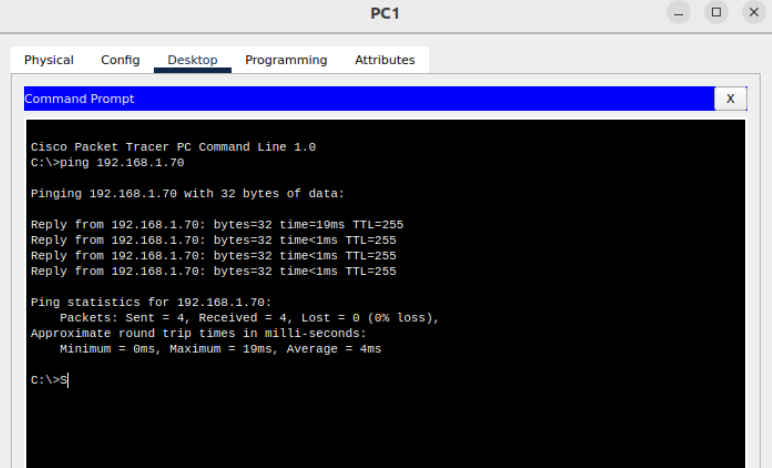 PC1
Physical Config Desktop Programming Attributes
Command Prompt X
Cisco Packet Tracer PC Command Line 1.0
C:\>ping 192.168.1.70
Pinging 192.168.1.70 with 32 bytes of data:
Reply from 192.168.1.70: bytes=32 time=19ms TTL=255
Reply from 192.168.1.70: bytes=32 time<1ms TTL=255
Reply from 192.168.1.70: bytes=32 time<1ms TTL=255
Reply from 192.168.1.70: bytes=32 time<1ms TTL=255
Ping statistics for 192.168.1.70:
    Packets: Sent = 4, Received = 4, Lost = 0 (0% loss),
Approximate round trip times in milli-seconds:
    Minimum = 0ms, Maximum = 19ms, Average = 4ms
C:\>S